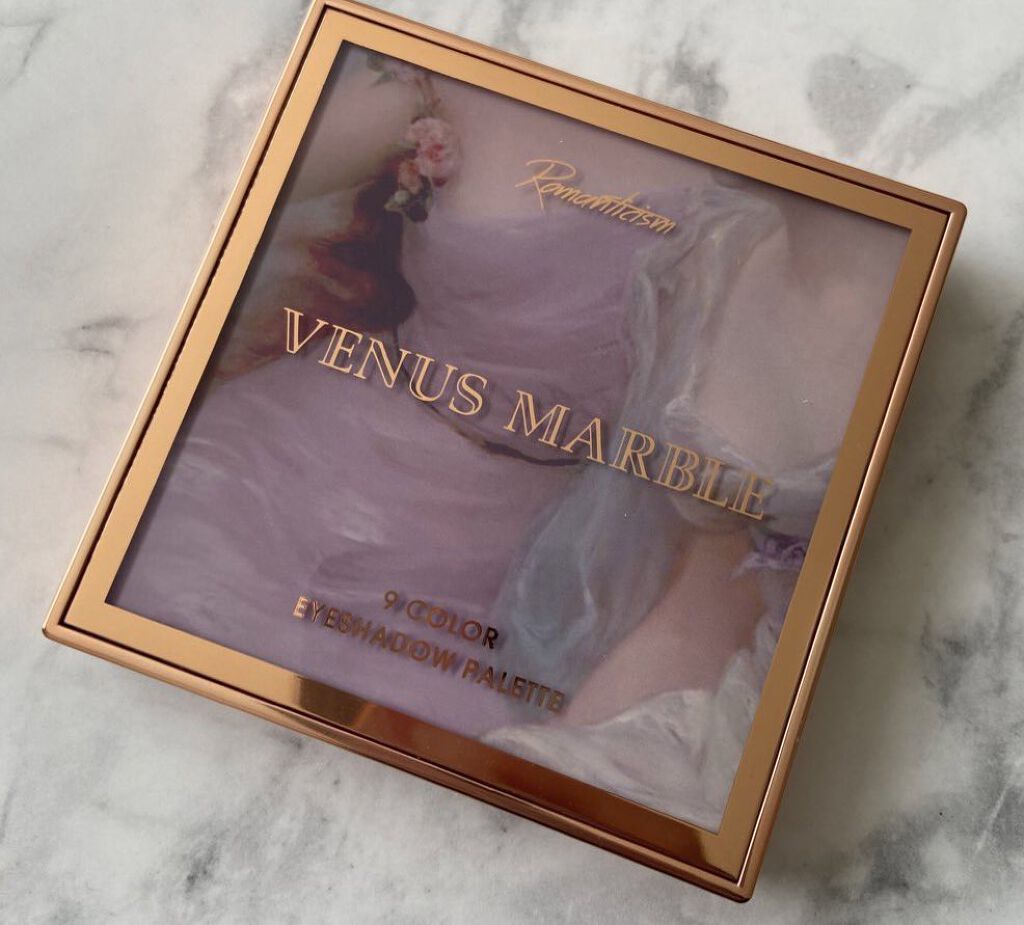 Romanticism
VENUS MARBLE
9 COLOR
EYESHADOW PALETTE